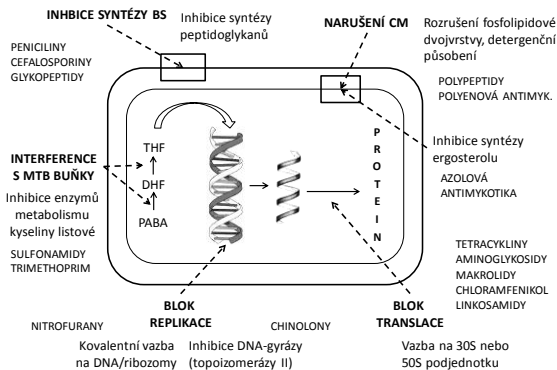 INHBICE SYNTÉZY BS
Inhibice syntézy
peptidoglykanů
PENICILINY
CEFALOSPORINY
GLYKOPEPTIDY
NARUŠENÍ CM
Rozrušení fosfolipidové
dvojvrstvy, detergenční
působení
POLYPEPTIDY
POLYENOVÁ ANTIMYK.
Inhibice syntézy
ergosterolu
AZOLOVÁ
ANTIMYKOTIKA
THF
DHF
PABA
PROTEIN
INTERFERENCE
S MTB BUŇKY
Inhibice enzymů
metabolismu
kyseliny listové
SULFONAMIDY
TRIMETHOPRIM
TETRACYKLINY
AMINOGLYKOSIDY
MAKROLIDY
CHLORAMFENIKOL
LINKOSAMIDY
BLOK
REPLIKACE
NITROFURANY
CHINOLONY
Kovalentní vazba
na DNA/ribozomy
Inhibice DNA-gyrázy
(topoizomerázy II)
BLOK
TRANSLACE
Vazba na 30S nebo
50S podjednotku